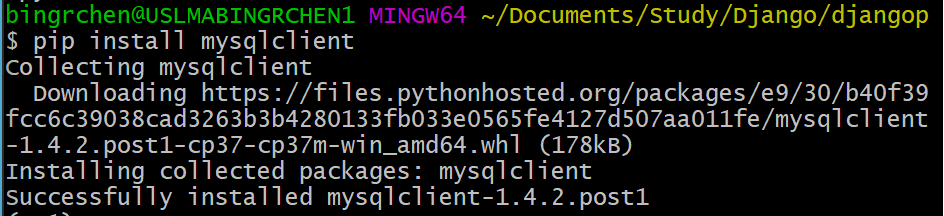 bingrchen@USLMABINGRCHEN1 MINGW64 ~/Documents/Study/Django/djangop
$ pip install mysqlclient
Collecting mysqlclient
  Downloading https://files.pythonhosted.org/packages/e9/30/b40f39
fcc6c39038cad3263b3b4280133fb033e0565fe4127d507aa011fe/mysqlclient
-1.4.2.post1-cp37-cp37m-win_amd64.whl (178kB)
Installing collected packages: mysqlclient
Successfully installed mysqlclient-1.4.2.post1